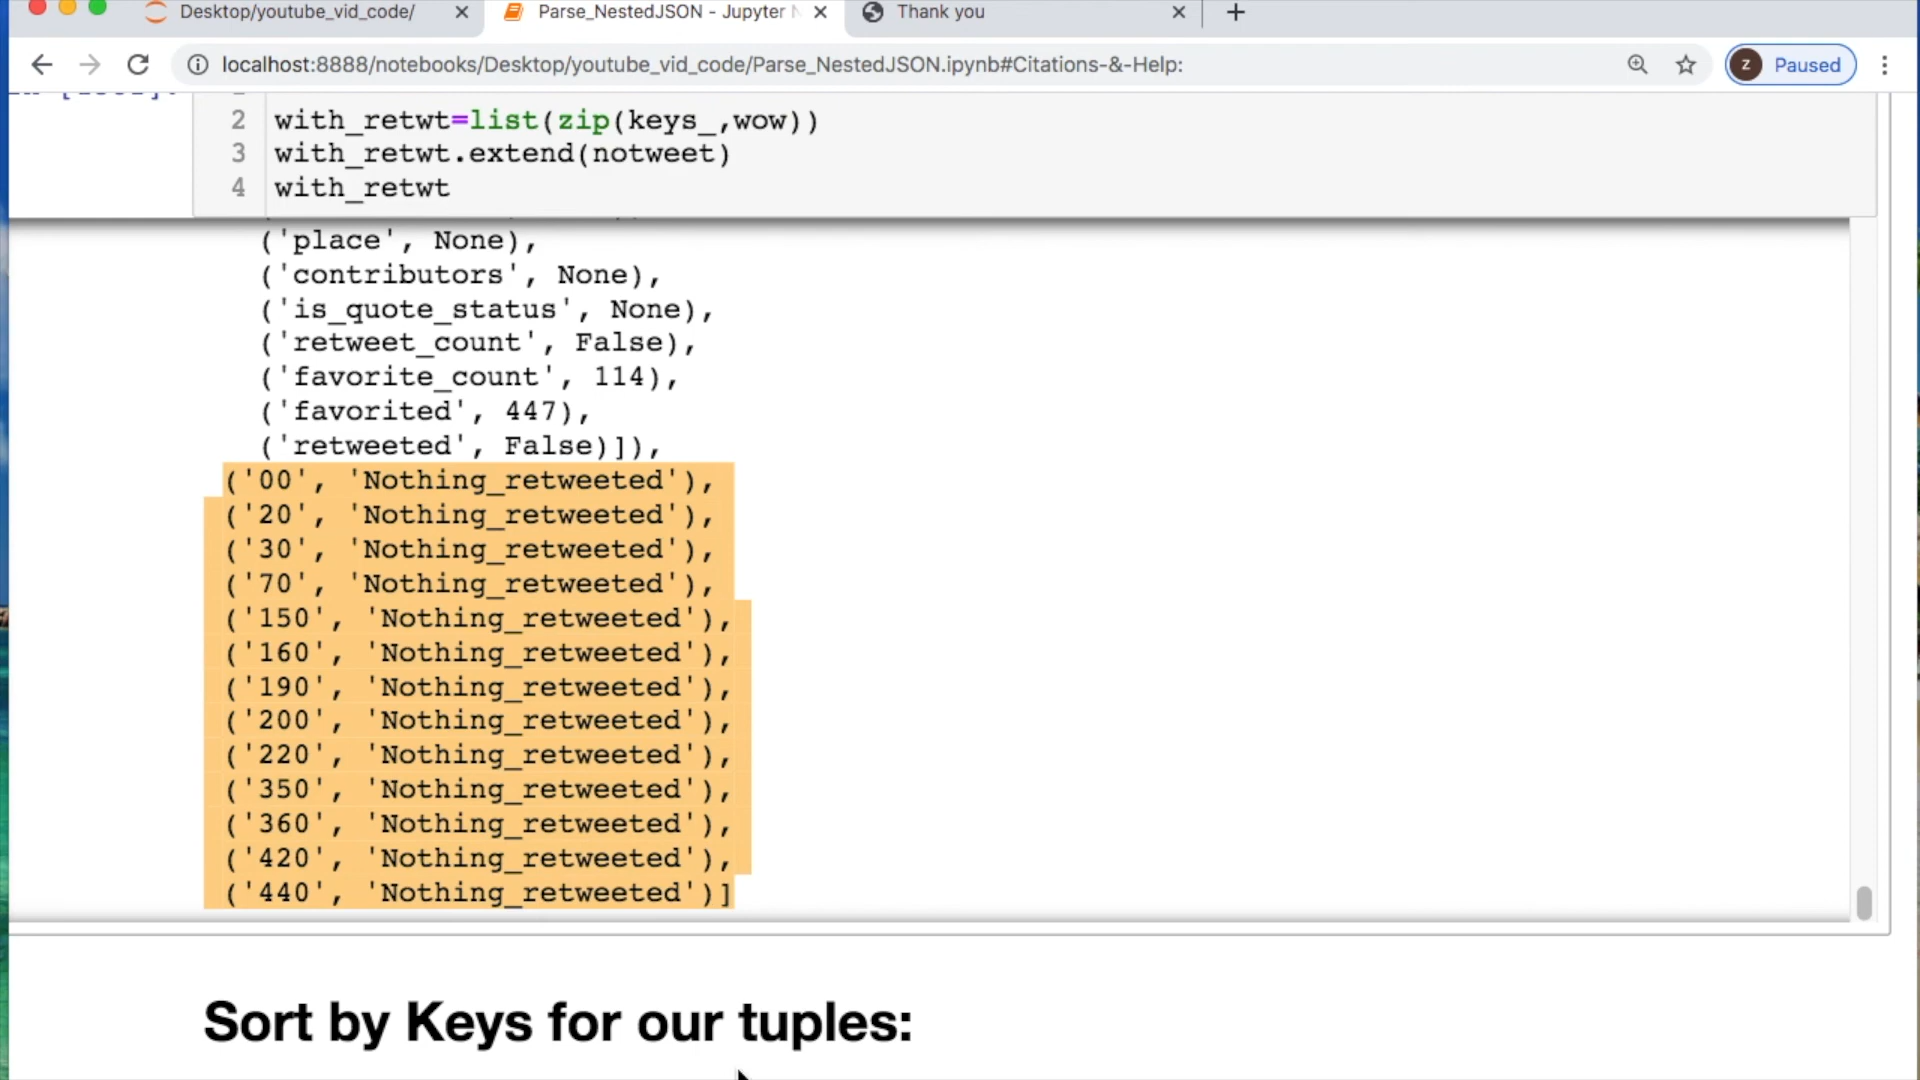 Desktop/youtube_vid_code/
Parse_NestedJSON - Jupyter
Thank you
localhost:8888/notebooks/Desktop/youtube_vid_code/Parse_NestedJSON.ipynb#Citations-&-Help:
z Paused
2 with_retwt=list(zip(keys_,wow))
3 with_retwt.extend(notweet)
4 with_retwt
('place', None),
('contributors', None),
('is_quote_status', None),
('retweet_count', False),
('favorite_count', 114),
('favorited', 447),
('retweeted', False)]),
('00', 'Nothing_retweeted'),
('20', 'Nothing_retweeted'),
('30', 'Nothing_retweeted'),
('70', 'Nothing_retweeted'),
('150', 'Nothing_retweeted'),
('160', 'Nothing_retweeted'),
('190', 'Nothing_retweeted'),
('200', 'Nothing_retweeted'),
('220', 'Nothing_retweeted'),
('350', 'Nothing_retweeted'),
('360', 'Nothing_retweeted'),
('420', 'Nothing_retweeted'),
('440', 'Nothing_retweeted')]
Sort by Keys for our tuples: